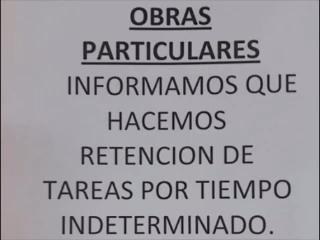 OBRAS
PARTICULARES
INFORMAMOS QUE
HACEMOS
RETENCION DE
TAREAS POR TIEMPO
INDETERMINADO.